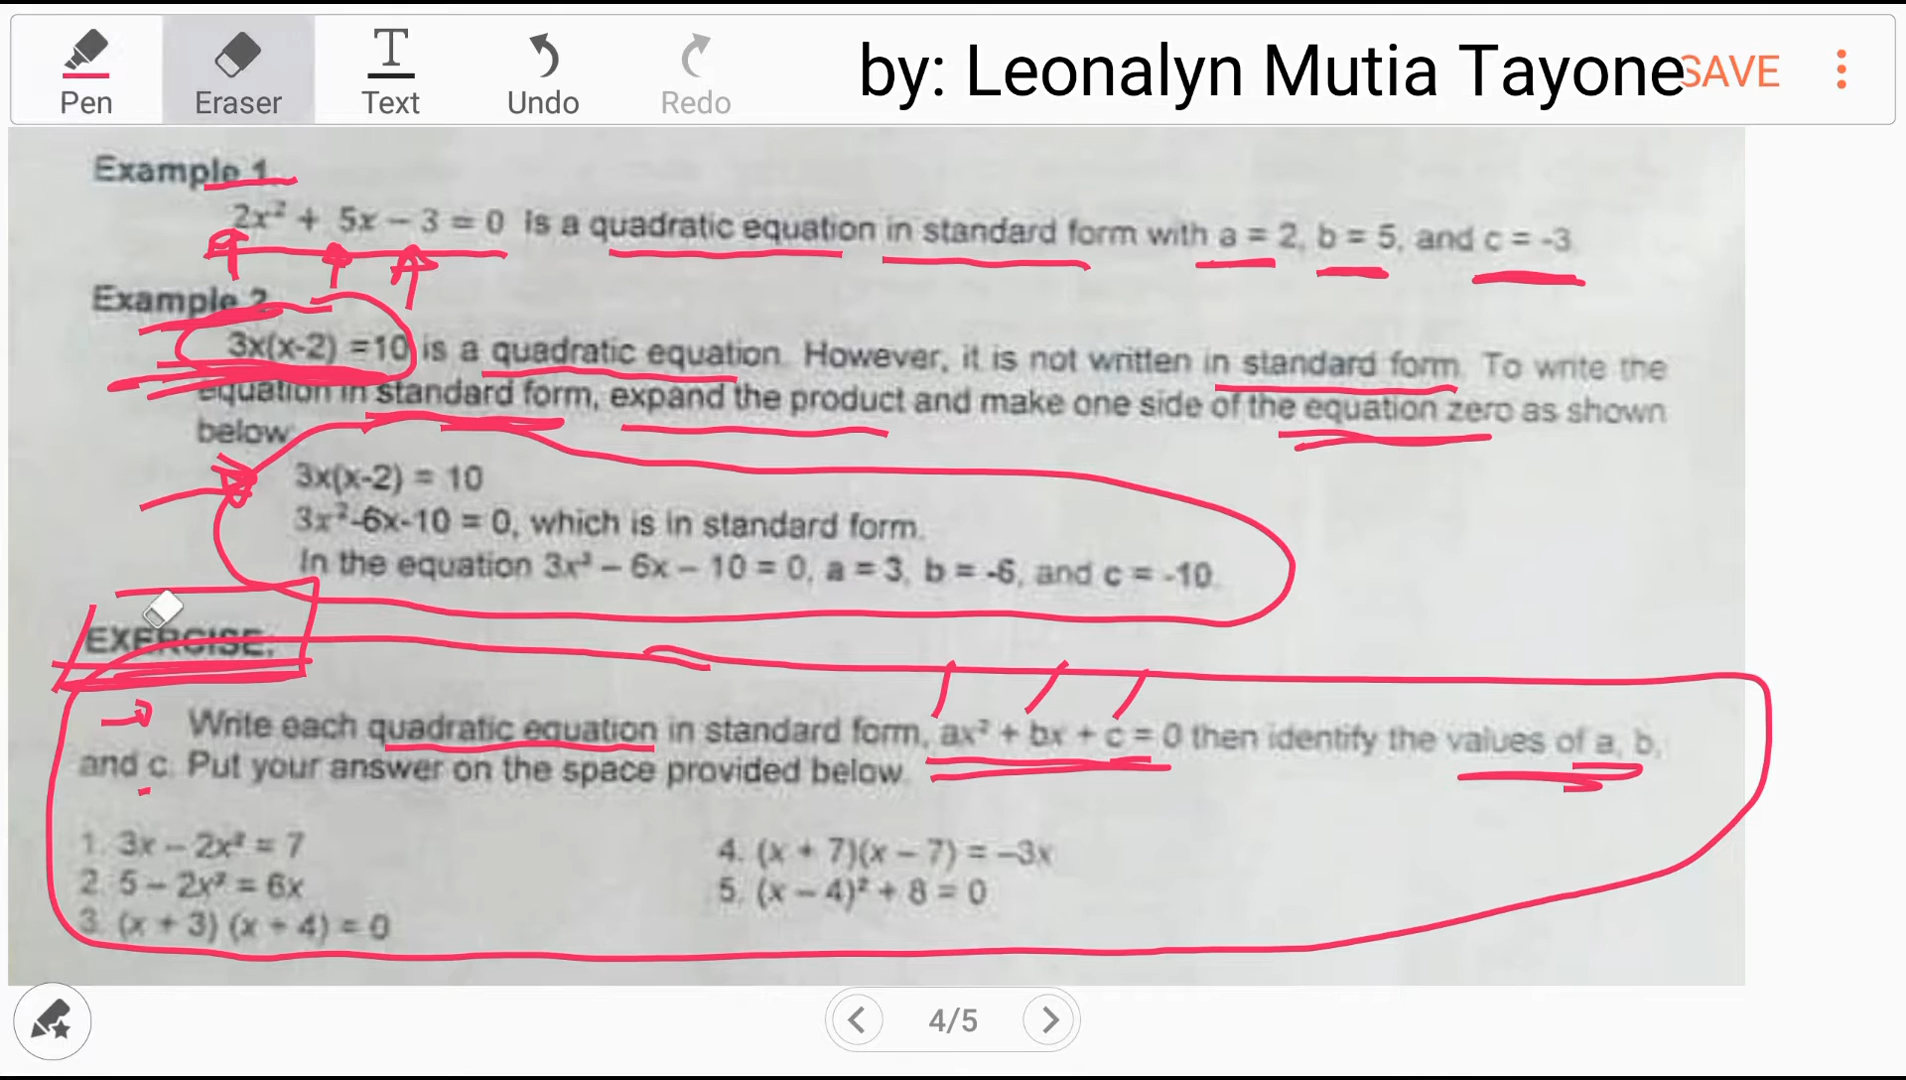 Pen
Eraser
Text
Undo
Redo
by: Leonalyn Mutia Tayone
SAVE
Example 1.
2x² + 5x − 3 = 0 is a quadratic equation in standard form with a = 2, b = 5, and c = -3.
Example 2
3x(x-2) =10 is a quadratic equation. However, it is not written in standard form. To write the
equation in standard form, expand the product and make one side of the equation zero as shown
below:
3x(x-2) = 10
3x²-6x-10 = 0, which is in standard form.
In the equation 3x² − 6x − 10 = 0, a = 3, b = -6, and c = -10.
EXERCISE:
Write each quadratic equation in standard form, ax² + bx + c = 0 then identify the values of a, b,
and c. Put your answer on the space provided below.
1. 3x − 2x² = 7
2. 5 − 2x² = 6x
3. (x + 3) (x + 4) = 0
4. (x + 7)(x − 7) = −3x
5. (x − 4)² + 8 = 0
4/5